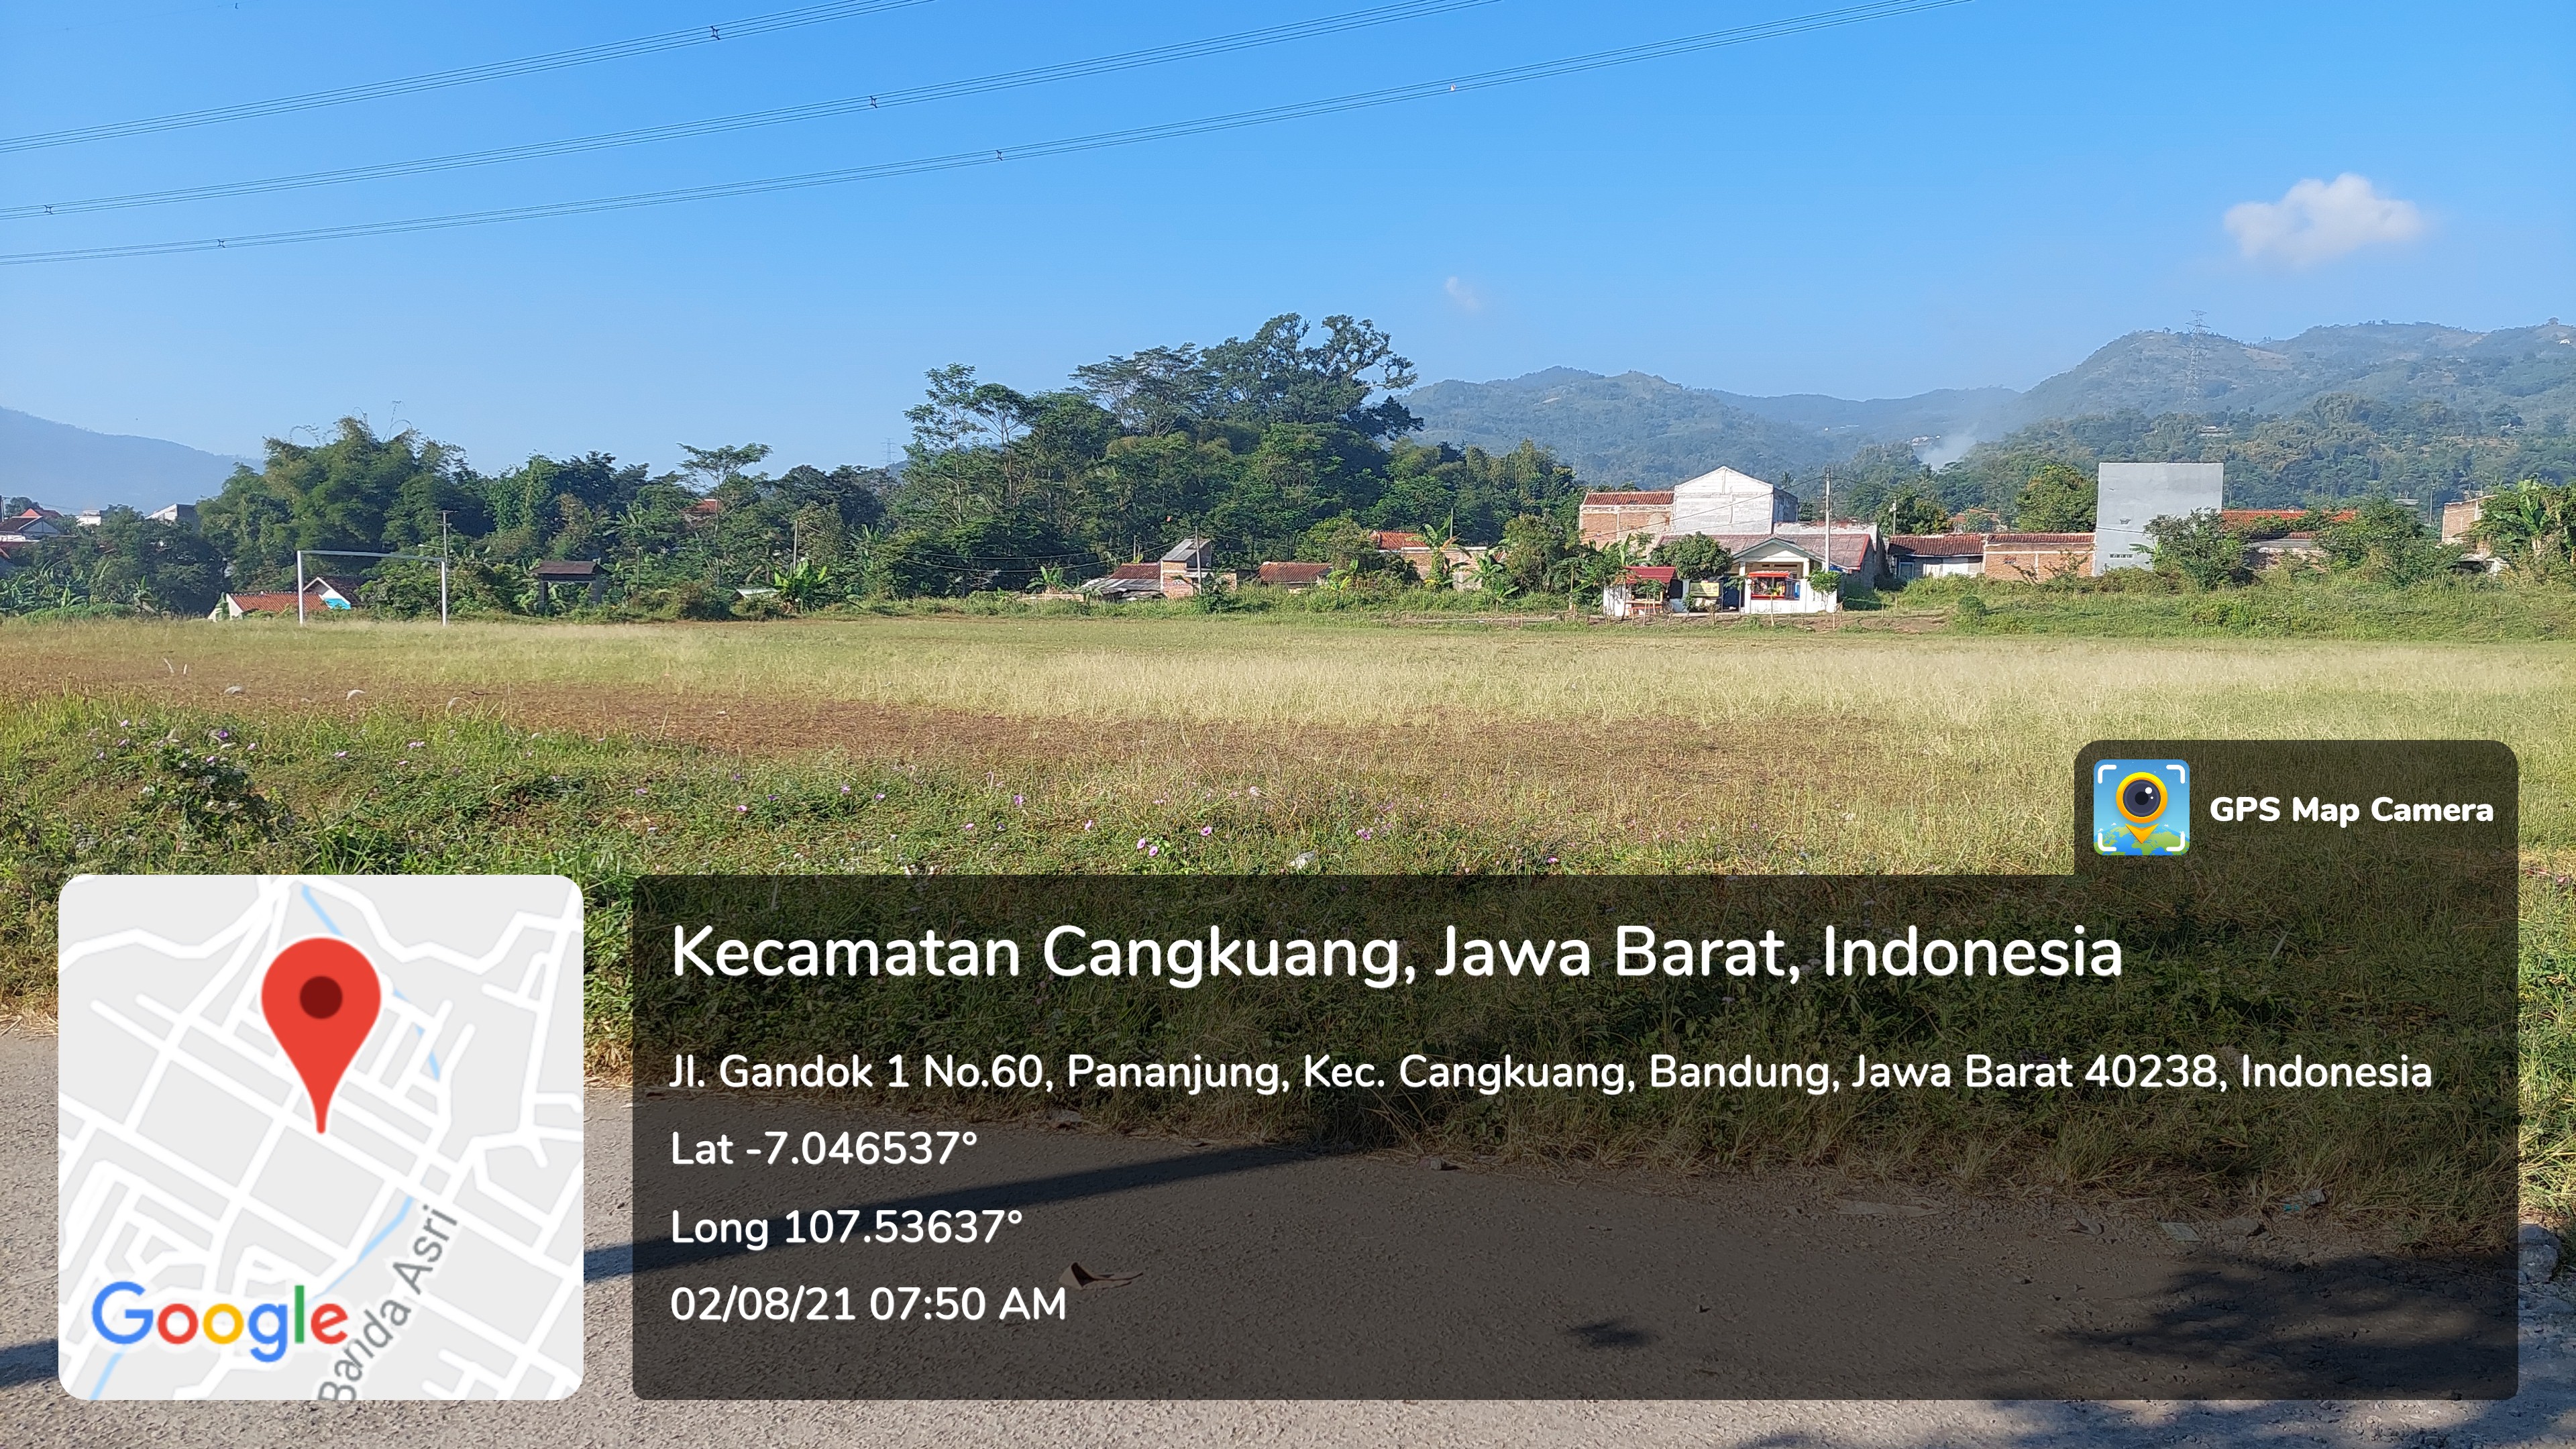 GPS Map Camera
Kecamatan Cangkuang, Jawa Barat, Indonesia
Jl. Gandok 1 No.60, Pananjung, Kec. Cangkuang, Bandung, Jawa Barat 40238, Indonesia
Lat -7.046537°
Long 107.53637°
02/08/21 07:50 AM
Banda Asri
Google